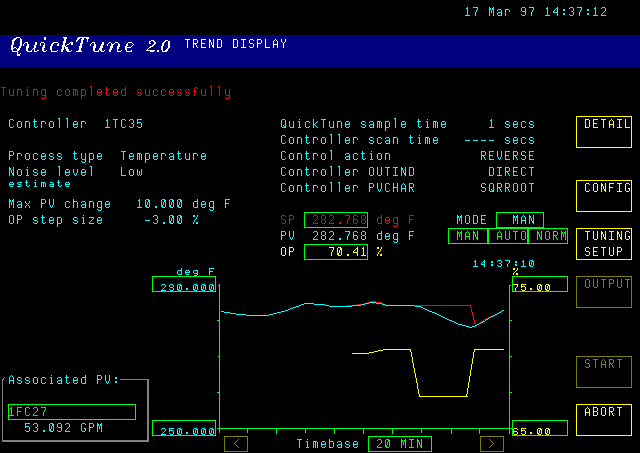 17 Mar 97 14:37:12
QuickTune 2.0 TREND DISPLAY
Tuning completed successfully
Controller 1TC35
QuickTune sample time 1 secs
Controller scan time ---- secs
Process type Temperature
Control action REVERSE
Noise level Low
estimate
Controller OUTIND DIRECT
Controller PVCHAR SQRROOT
Max PV change 10.000 deg F
OP step size -3.00 %
SP 282.768 deg F MODE MAN
PV 282.768 deg F MAN AUTO NORM
OP 70.41 %
DETAIL
CONFIG
TUNING
SETUP
OUTPUT
START
ABORT
14:37:10
deg F %
290.000 75.00
250.000 65.00
< Timebase 20 MIN >
Associated PV:
1FC27
53.092 GPM